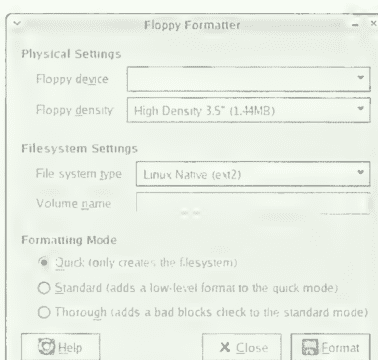 Floppy Formatter
Physical Settings
Floppy device
Floppy density High Density 3.5" (1.44MB)
Filesystem Settings
File system type Linux Native (ext2)
Volume name
Formatting Mode
Quick (only creates the filesystem)
Standard (adds a low-level format to the quick mode)
Thorough (adds a bad blocks check to the standard mode)
Help Close Format